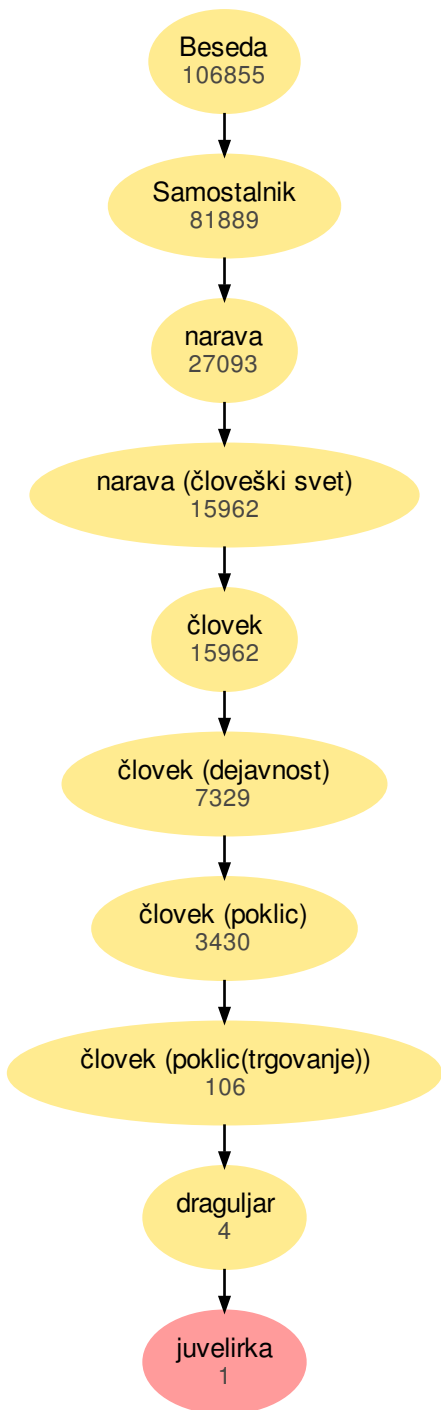 Beseda
106855
Samostalnik
81889
narava
27093
narava (človeški svet)
15962
človek
15962
človek (dejavnost)
7329
človek (poklic)
3430
človek (poklic(trgovanje))
106
draguljar
4
juvelirka
1